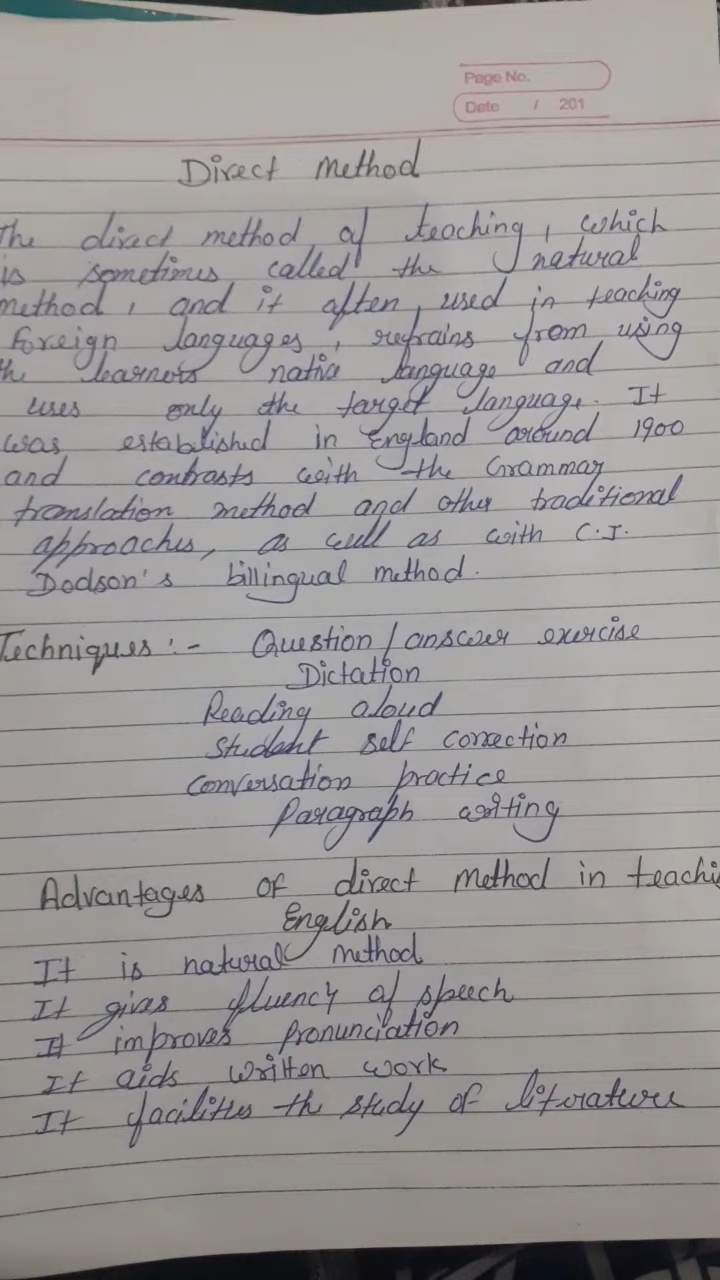 Page No.
Date / 201
Direct method
The direct method of teaching, which
is sometimes called the natural
method, and it often, used in teaching
foreign languages, refrains from using
th learners native language and
uses only the target language. It
was established in England around 1900
and contrasts with the Grammar
translation method and other traditional
approaches, as well as with C.J.
Dodson's billingual method.
Techniques :- Question/answer exercise
Dictation
Reading aloud
Student self correction
conversation practice
Paragraph writing
Advantages of direct method in teachi
English
It is natural method
It gives fluency of speech
It improves pronunciation
It aids written work
It facilities the study of literature